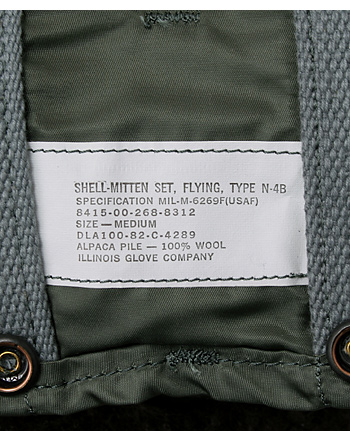 SHELL-MITTEN SET, FLYING, TYPE N-4B
SPECIFICATION MIL-M-6269F(USAF)
8415-00-268-8312
SIZE — MEDIUM
DLA100-82-C-4289
ALPACA PILE — 100% WOOL
ILLINOIS GLOVE COMPANY